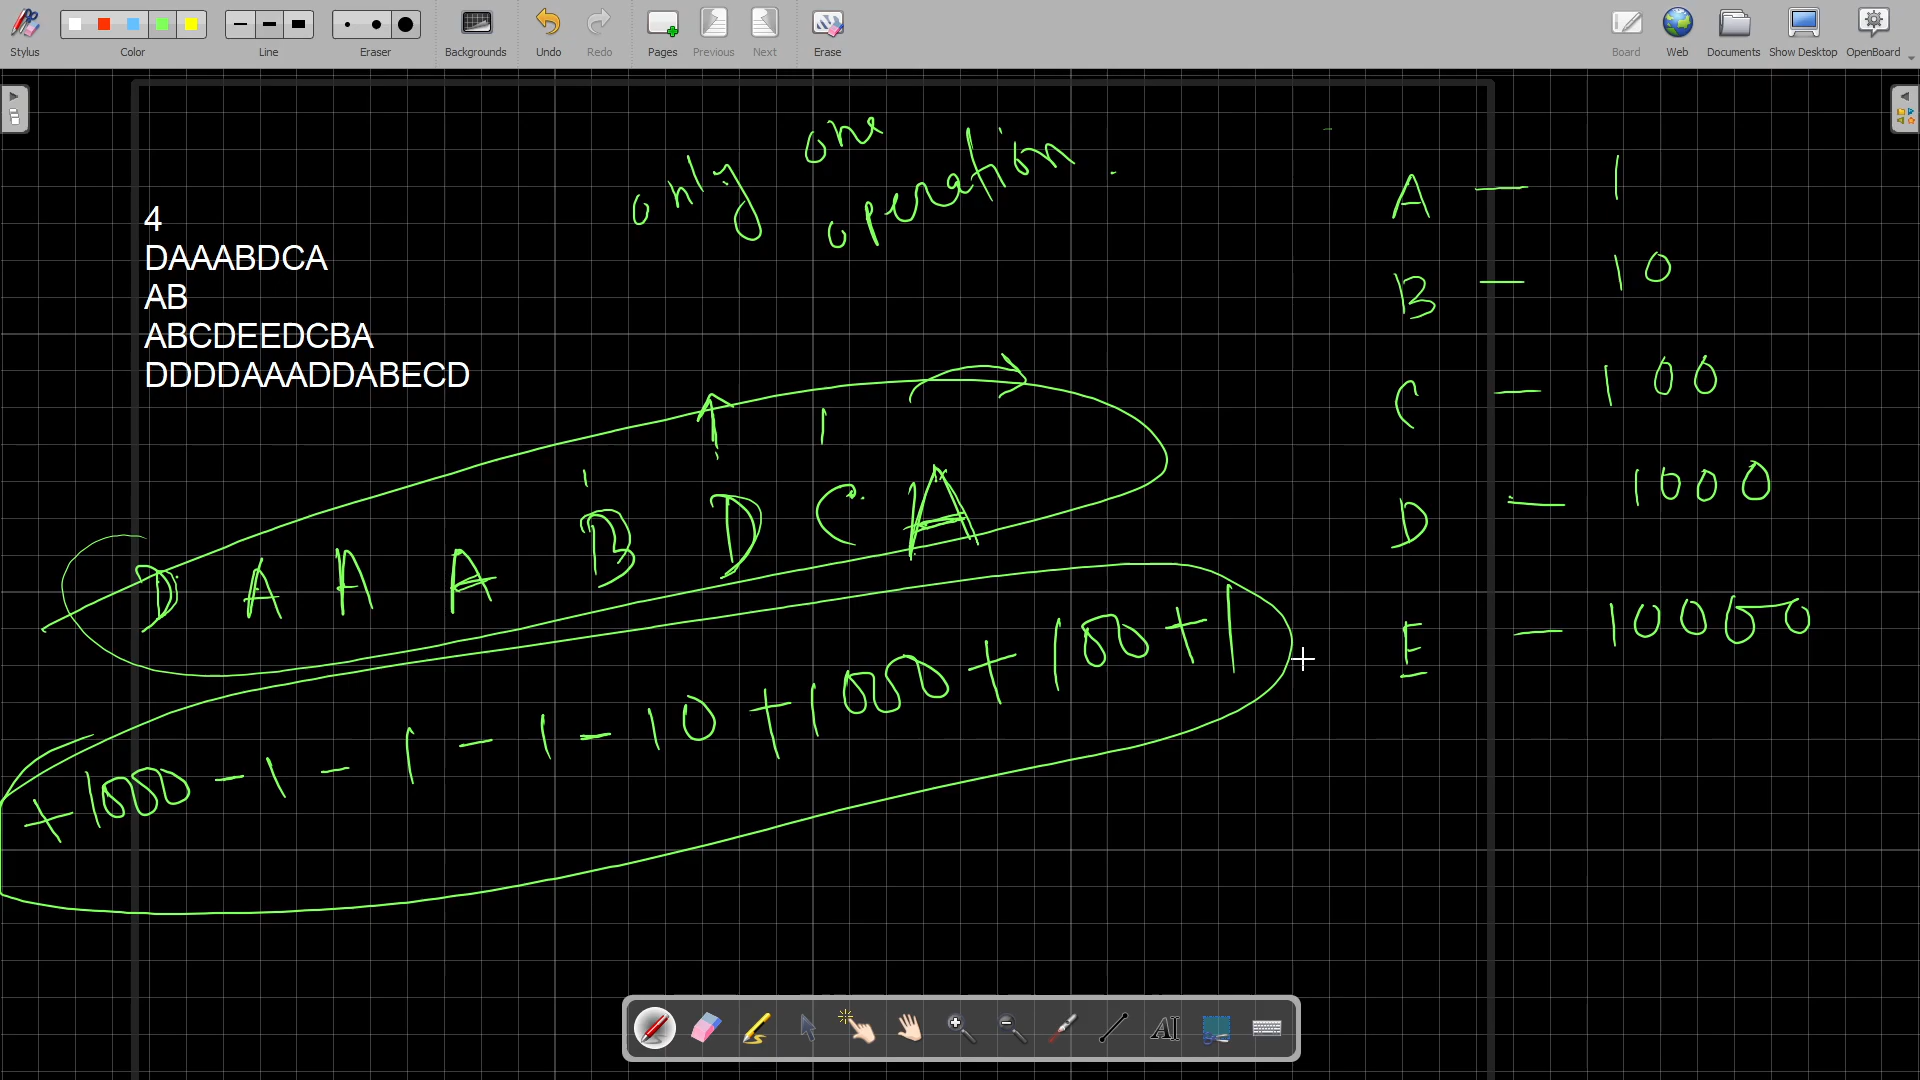 Stylus
Color
Line
Eraser
Backgrounds
Undo
Redo
Pages
Previous
Next
Erase
Board
Web
Documents
Show Desktop
OpenBoard
only one
operation.
4
DAAABDCA
AB
ABCDEEDCBA
DDDDAAADDABECD
A – 1
B – 10
C – 100
D – 1000
E – 10000
D A A A B D C A
+1000 - 1 - 1 - 1 - 10 + 1000 + 100 + 1
AI